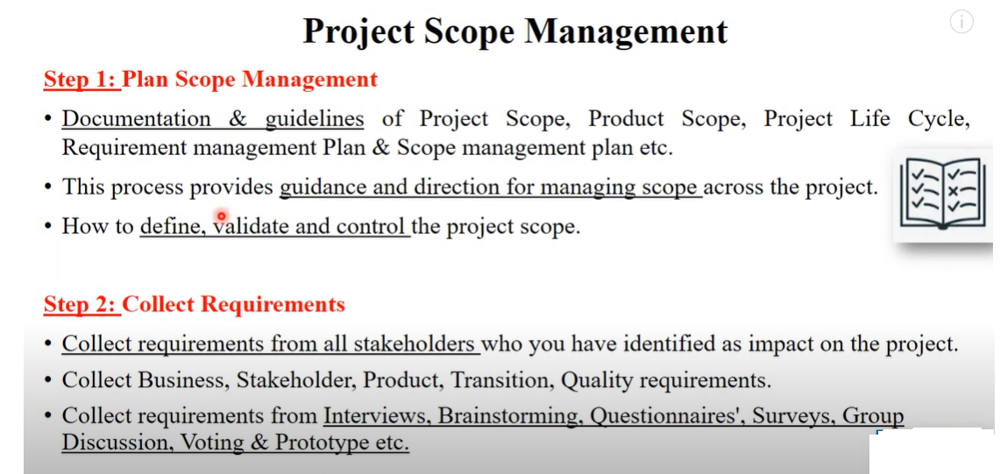 Project Scope Management
Step 1: Plan Scope Management
• Documentation & guidelines of Project Scope, Product Scope, Project Life Cycle,
Requirement management Plan & Scope management plan etc.
• This process provides guidance and direction for managing scope across the project.
• How to define, validate and control the project scope.
Step 2: Collect Requirements
• Collect requirements from all stakeholders who you have identified as impact on the project.
• Collect Business, Stakeholder, Product, Transition, Quality requirements.
• Collect requirements from Interviews, Brainstorming, Questionnaires', Surveys, Group
Discussion, Voting & Prototype etc.